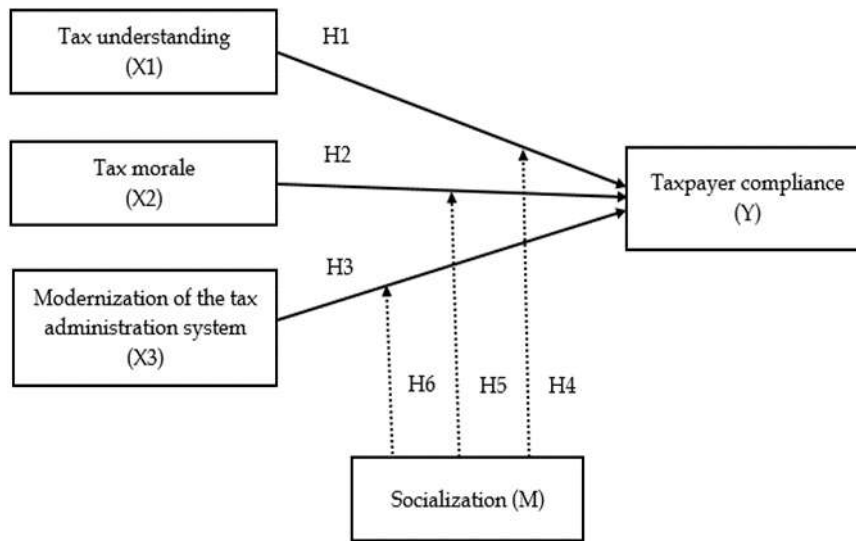 Tax understanding
(X1)
H1
Tax morale
(X2)
H2
Taxpayer compliance
(Y)
Modernization of the tax
administration system
(X3)
H3
H6
H5
H4
Socialization (M)